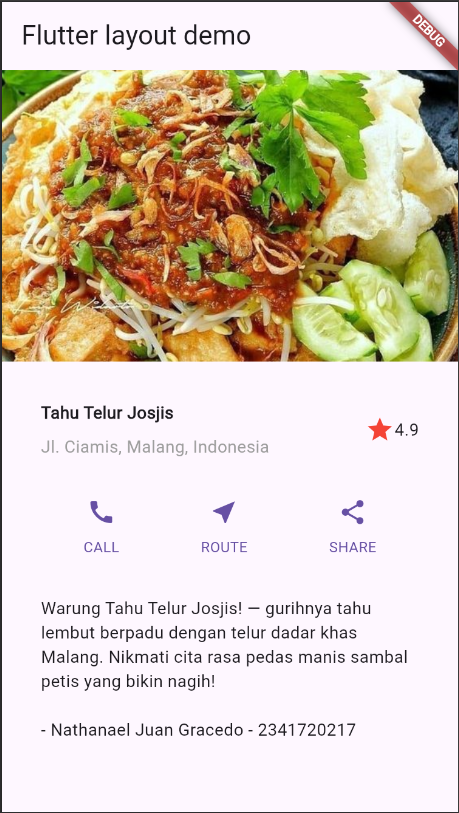 Flutter layout demo
DEBUG
Tahu Telur Josjis
Jl. Ciamis, Malang, Indonesia
4.9
CALL
ROUTE
SHARE
Warung Tahu Telur Josjis! — gurihnya tahu
lembut berpadu dengan telur dadar khas
Malang. Nikmati cita rasa pedas manis sambal
petis yang bikin nagih!
- Nathanael Juan Gracedo - 2341720217